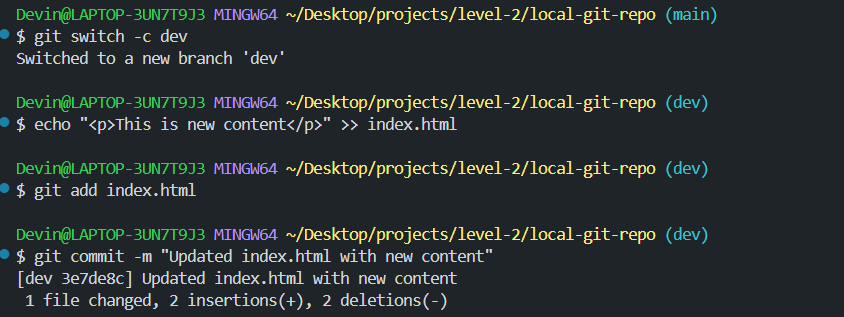 Devin@LAPTOP-3UN7T9J3 MINGW64 ~/Desktop/projects/level-2/local-git-repo (main)
$ git switch -c dev
Switched to a new branch 'dev'
Devin@LAPTOP-3UN7T9J3 MINGW64 ~/Desktop/projects/level-2/local-git-repo (dev)
$ echo "<p>This is new content</p>" >> index.html
Devin@LAPTOP-3UN7T9J3 MINGW64 ~/Desktop/projects/level-2/local-git-repo (dev)
$ git add index.html
Devin@LAPTOP-3UN7T9J3 MINGW64 ~/Desktop/projects/level-2/local-git-repo (dev)
$ git commit -m "Updated index.html with new content"
[dev 3e7de8c] Updated index.html with new content
 1 file changed, 2 insertions(+), 2 deletions(-)